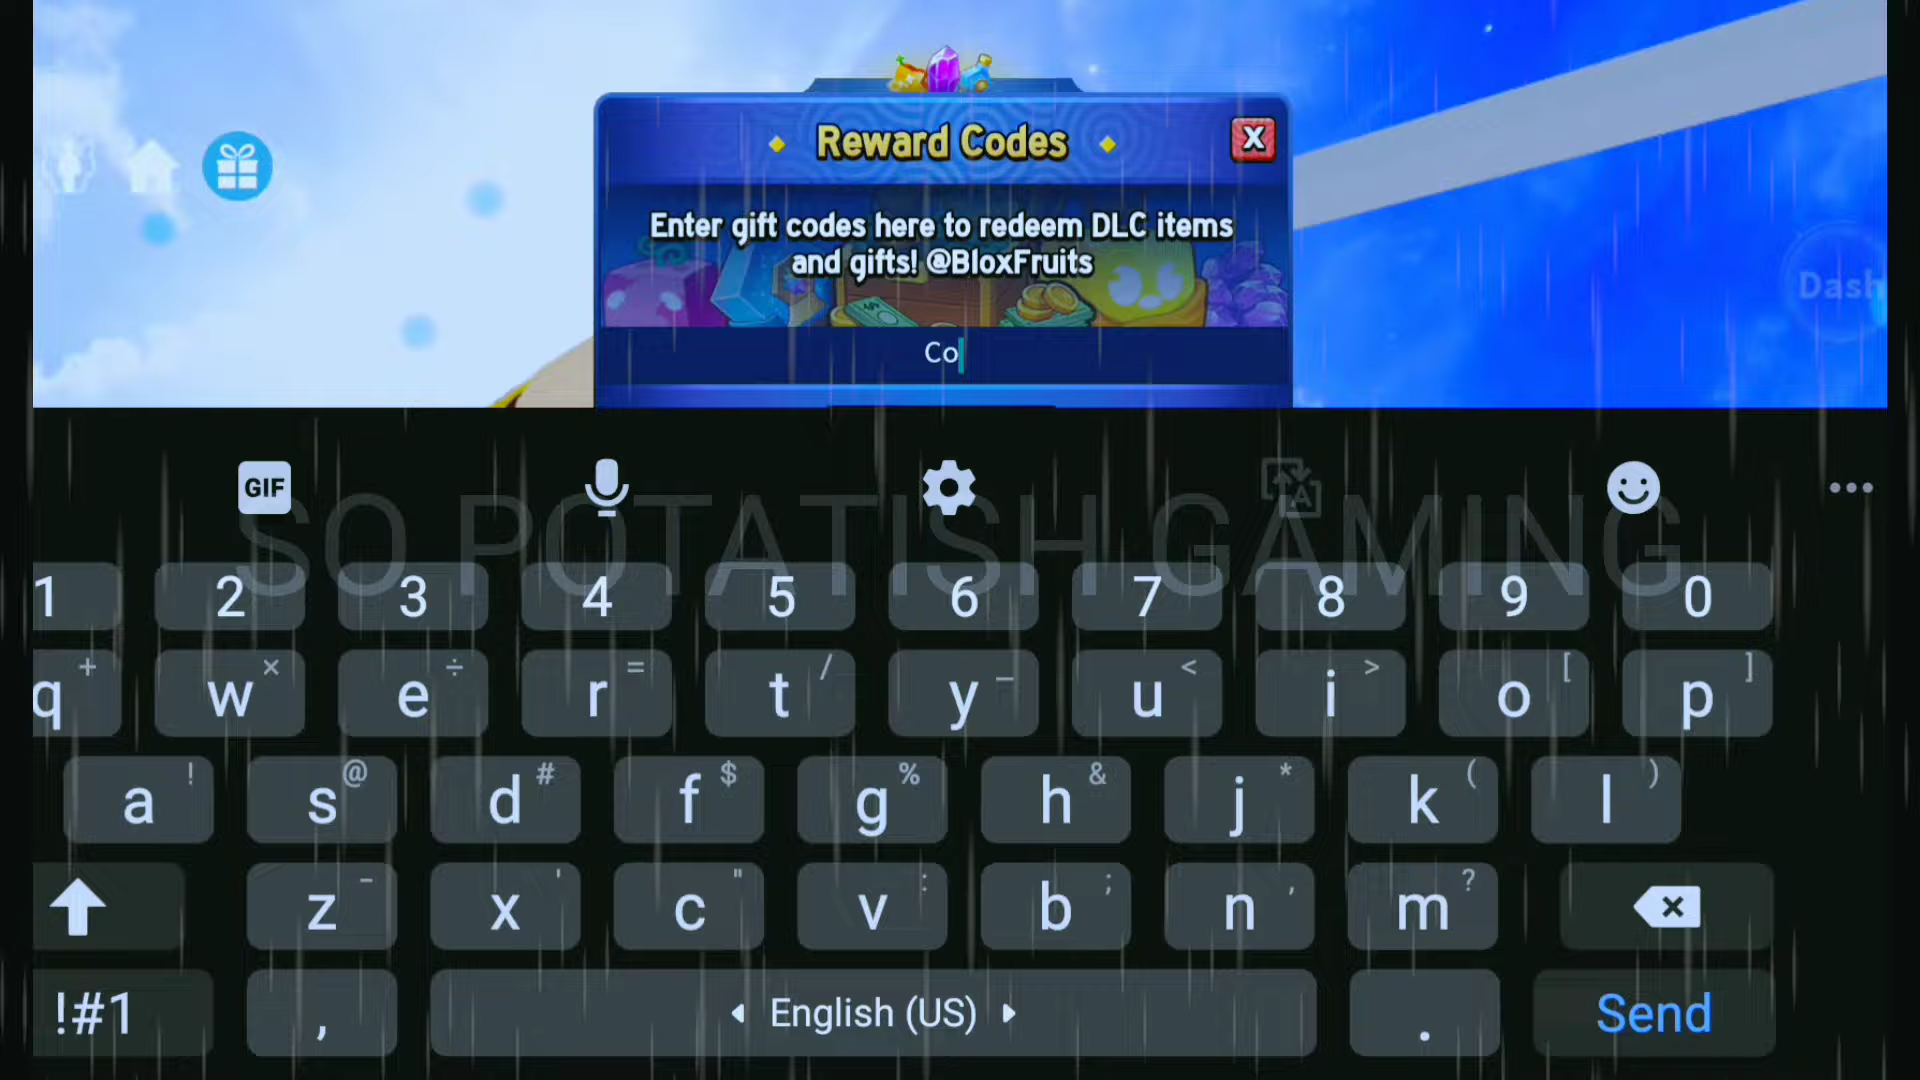 Reward Codes
X
Enter gift codes here to redeem DLC items
and gifts! @BloxFruits
Dash
Co
GIF
SO POTATISH GAMING
1 2 3 4 5 6 7 8 9 0
q + w × e ÷ r = t / y _ u < i > o [ p ]
a ! s @ d # f $ g % h & j * k ( l )
z - x ' c " v : b ; n , m ?
!#1 , English (US) . Send